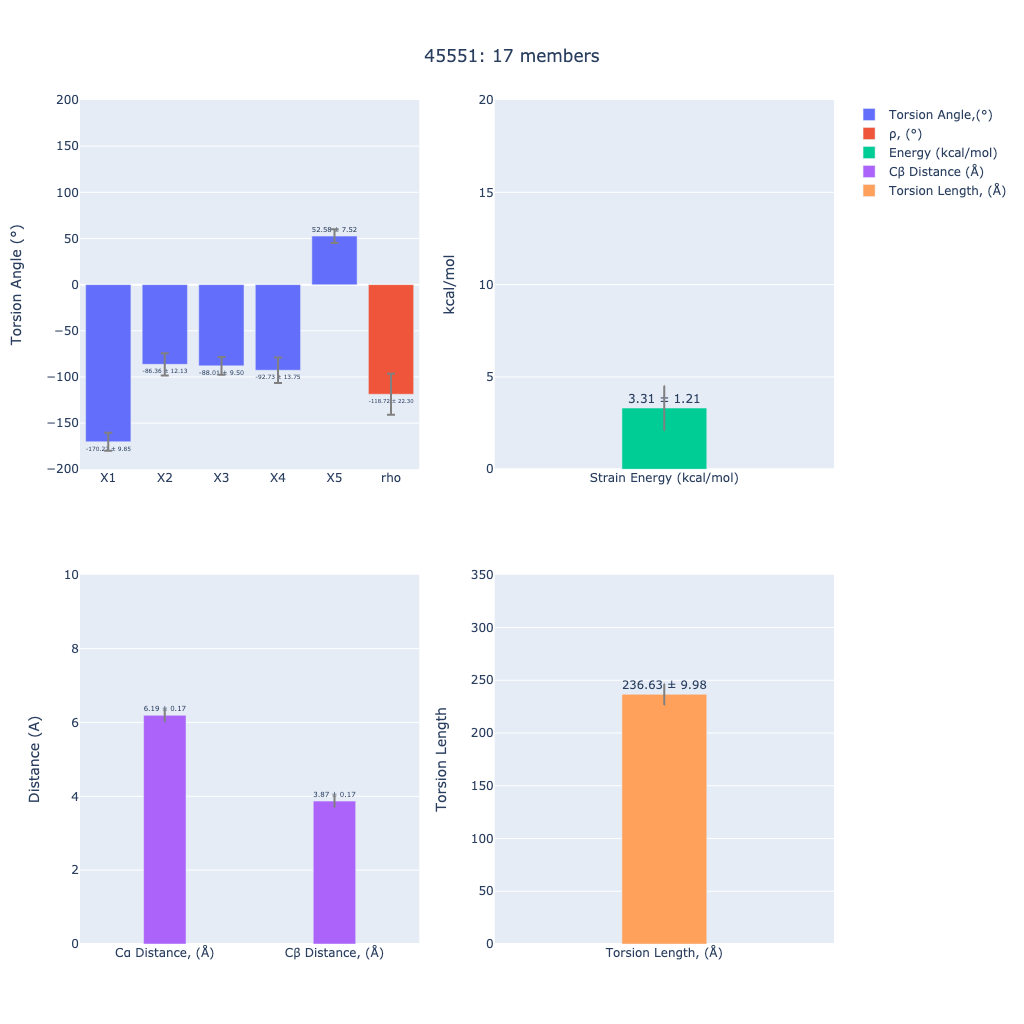 45551: 17 members
200
150
100
50
0
−50
−100
−150
−200
Torsion Angle (°)
52.58 ± 7.52
-86.36 ± 12.13
-88.01 ± 9.50
-92.73 ± 13.75
-118.72 ± 22.30
± 9.85
X1 X2 X3 X4 X5 rho
20
15
10
5
0
kcal/mol
3.31 ± 1.21
Strain Energy (kcal/mol)
Torsion Angle,(°)
ρ, (°)
Energy (kcal/mol)
Cβ Distance (Å)
Torsion Length, (Å)
10
8
6
4
2
0
Distance (A)
6.19 ± 0.17
3.87 ± 0.17
Cα Distance, (Å) Cβ Distance, (Å)
350
300
250
200
150
100
50
0
Torsion Length
236.63 ± 9.98
Torsion Length, (Å)